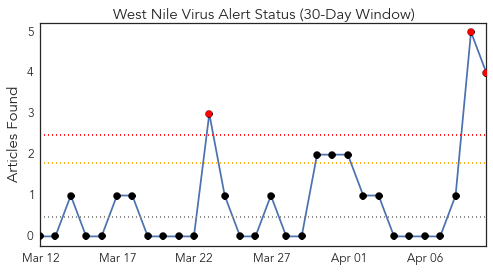 West Nile Virus Alert Status (30-Day Window)
Articles Found
5
4
3
2
1
0
Mar 12 Mar 17 Mar 22 Mar 27 Apr 01 Apr 06